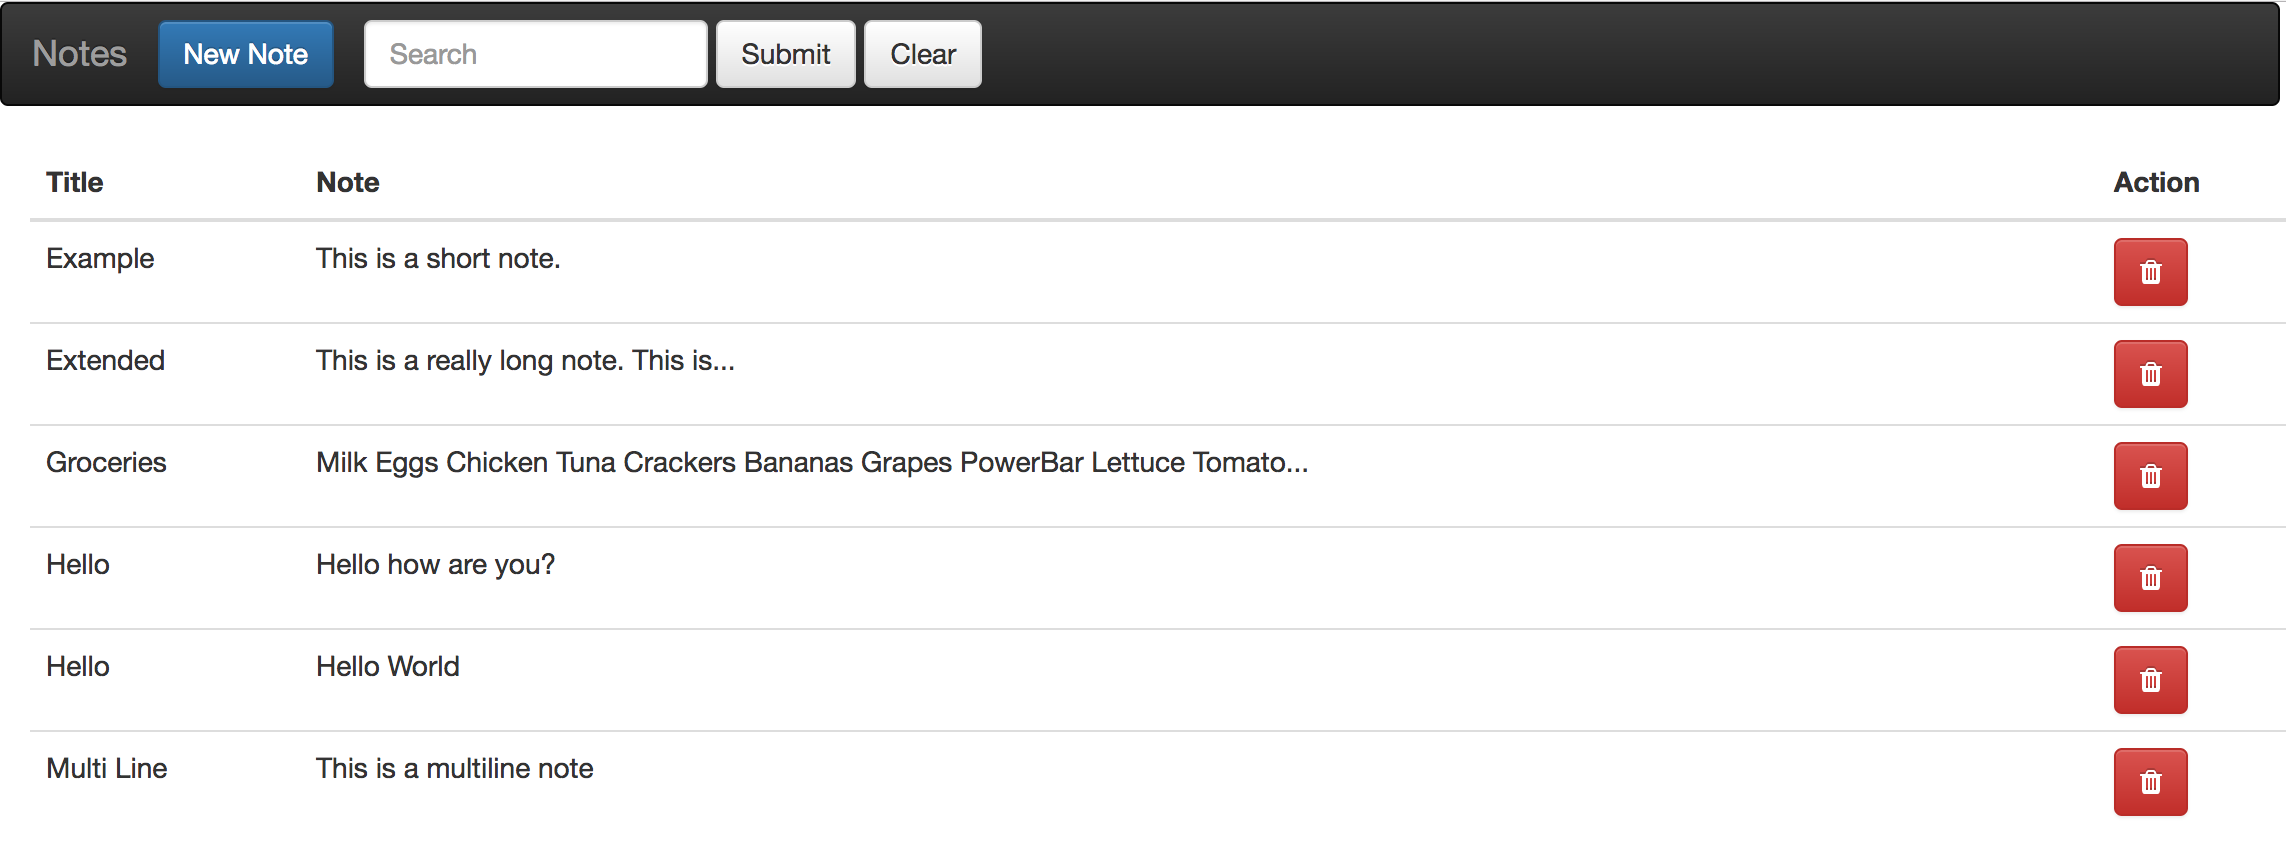 Notes New Note Search Submit Clear
Title Note Action
Example This is a short note.
Extended This is a really long note. This is...
Groceries Milk Eggs Chicken Tuna Crackers Bananas Grapes PowerBar Lettuce Tomato...
Hello Hello how are you?
Hello Hello World
Multi Line This is a multiline note